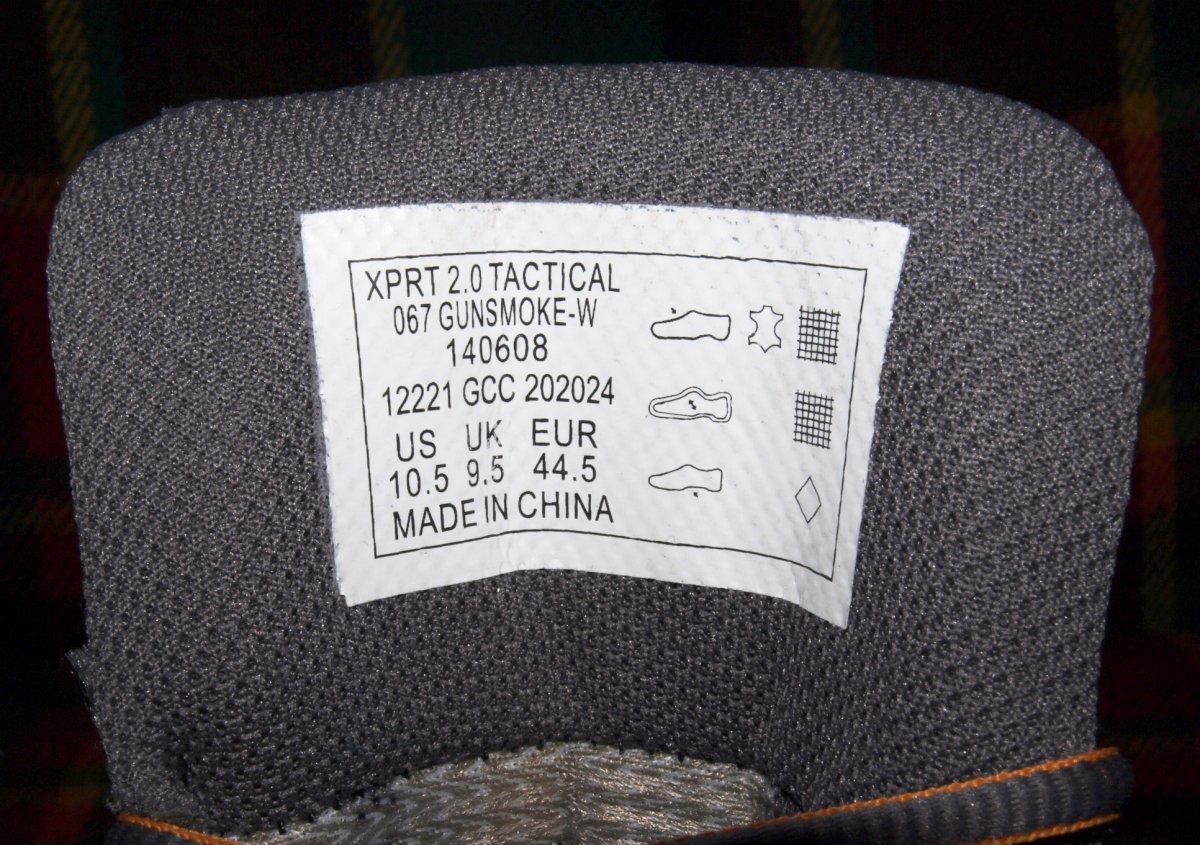 XPRT 2.0 TACTICAL
067 GUNSMOKE-W
140608
12221 GCC 202024
US UK EUR
10.5 9.5 44.5
MADE IN CHINA